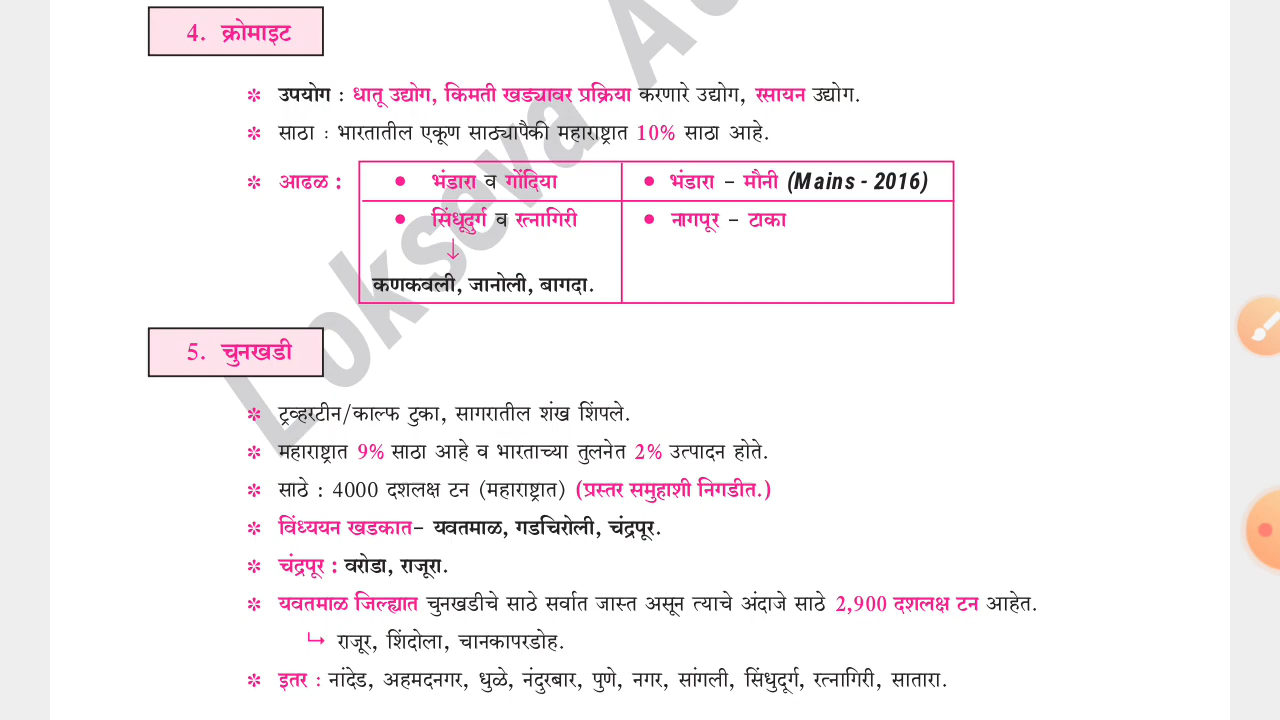 4. क्रोमाइट
✲ उपयोग : धातू उद्योग, किमती खड्यावर प्रक्रिया करणारे उद्योग, रसायन उद्योग.
✲ साठा : भारतातील एकूण साठ्यापैकी महाराष्ट्रात 10% साठा आहे.
✲ आढळ : • भंडारा व गोंदिया • भंडारा - मौनी (Mains - 2016)
• सिंधूदुर्ग व रत्नागिरी • नागपूर - टाका
↓
कणकवली, जानोली, बागदा.
5. चुनखडी
✲ ट्रव्हरटीन/काल्फ टुका, सागरातील शंख शिंपले.
✲ महाराष्ट्रात 9% साठा आहे व भारताच्या तुलनेत 2% उत्पादन होते.
✲ साठे : 4000 दशलक्ष टन (महाराष्ट्रात) (प्रस्तर समुहाशी निगडीत.)
✲ विंध्ययन खडकात- यवतमाळ, गडचिरोली, चंद्रपूर.
✲ चंद्रपूर : वरोडा, राजूरा.
✲ यवतमाळ जिल्ह्यात चुनखडीचे साठे सर्वात जास्त असून त्याचे अंदाजे साठे 2,900 दशलक्ष टन आहेत.
↳ राजूर, शिंदोला, चानकापरडोह.
✲ इतर : नांदेड, अहमदनगर, धुळे, नंदुरबार, पुणे, नगर, सांगली, सिंधुदूर्ग, रत्नागिरी, सातारा.
Lokseva